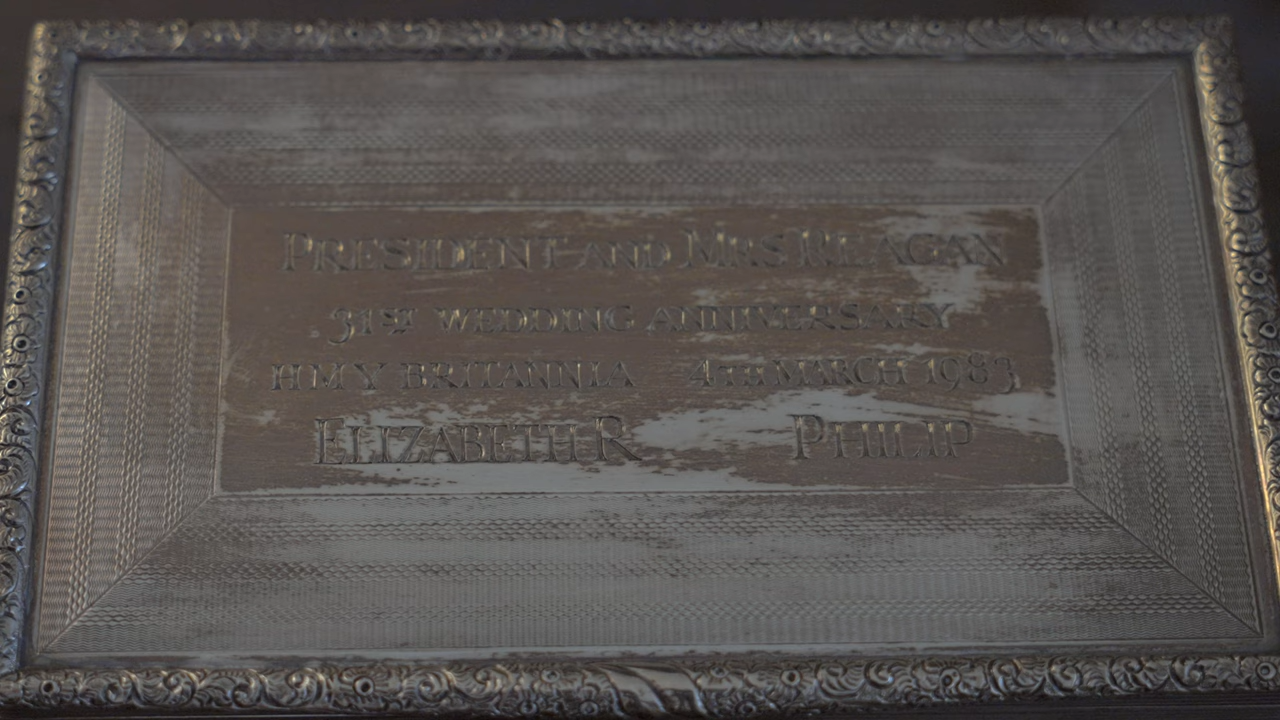 PRESIDENT AND MRS REAGAN
31ST WEDDING ANNIVERSARY
HMY BRITANNIA 4TH MARCH 1983
ELIZABETH R PHILIP